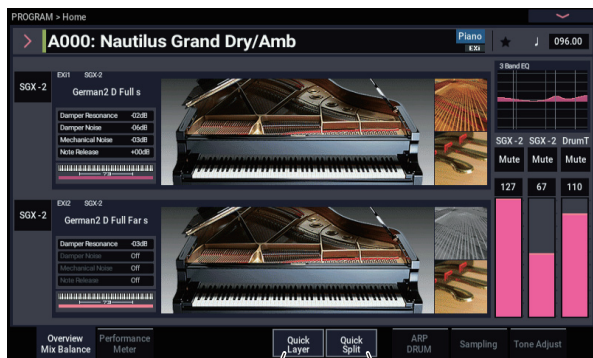 PROGRAM > Home
A000: Nautilus Grand Dry/Amb
Piano
EXi
♩ 096.00
SGX-2
EXi1 SGX-2
German2 D Full s
Damper Resonance -02dB
Damper Noise -06dB
Mechanical Noise -03dB
Note Release +00dB
73
3 Band EQ
SGX-2 SGX-2 DrumT
Mute Mute Mute
127 67 110
SGX-2
EXi2 SGX-2
German2 D Full Far s
Damper Resonance -03dB
Damper Noise Off
Mechanical Noise Off
Note Release Off
73
Overview
Mix Balance
Performance
Meter
Quick
Layer
Quick
Split
ARP
DRUM
Sampling
Tone Adjust